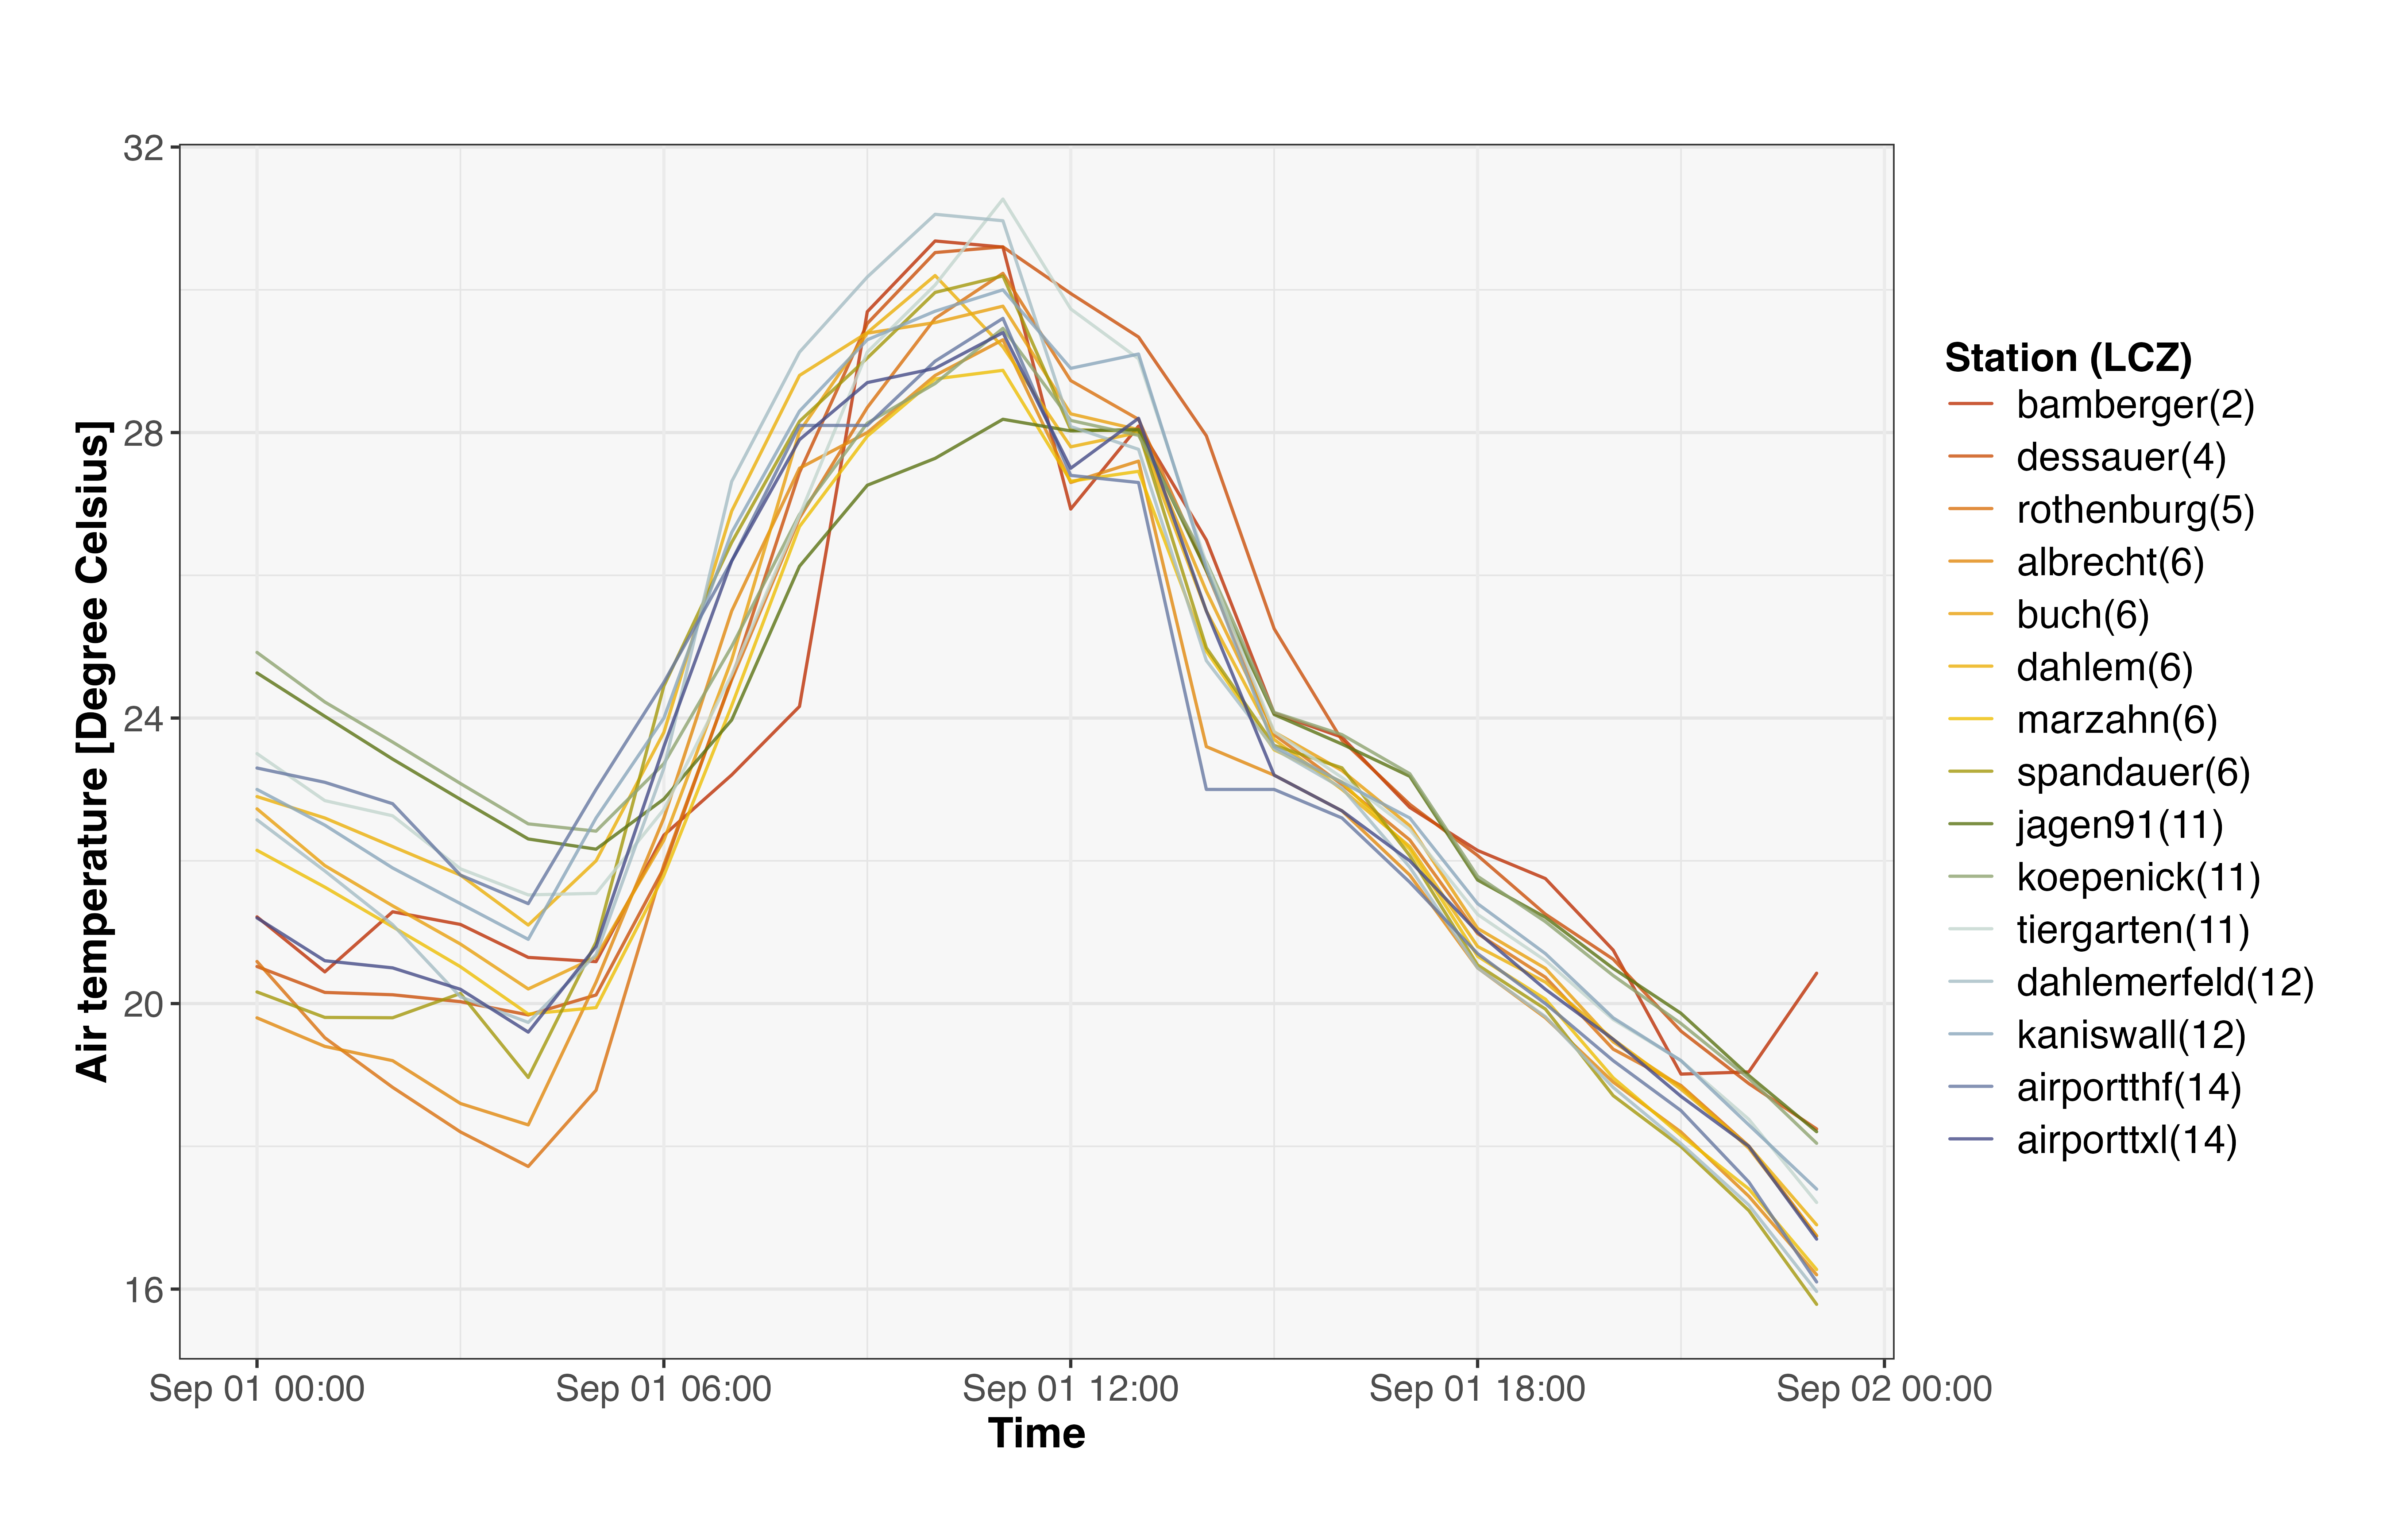 32
28
24
20
16
Air temperature [Degree Celsius]
Sep 01 00:00 Sep 01 06:00 Sep 01 12:00 Sep 01 18:00 Sep 02 00:00
Time
Station (LCZ)
bamberger(2)
dessauer(4)
rothenburg(5)
albrecht(6)
buch(6)
dahlem(6)
marzahn(6)
spandauer(6)
jagen91(11)
koepenick(11)
tiergarten(11)
dahlemerfeld(12)
kaniswall(12)
airportthf(14)
airporttxl(14)